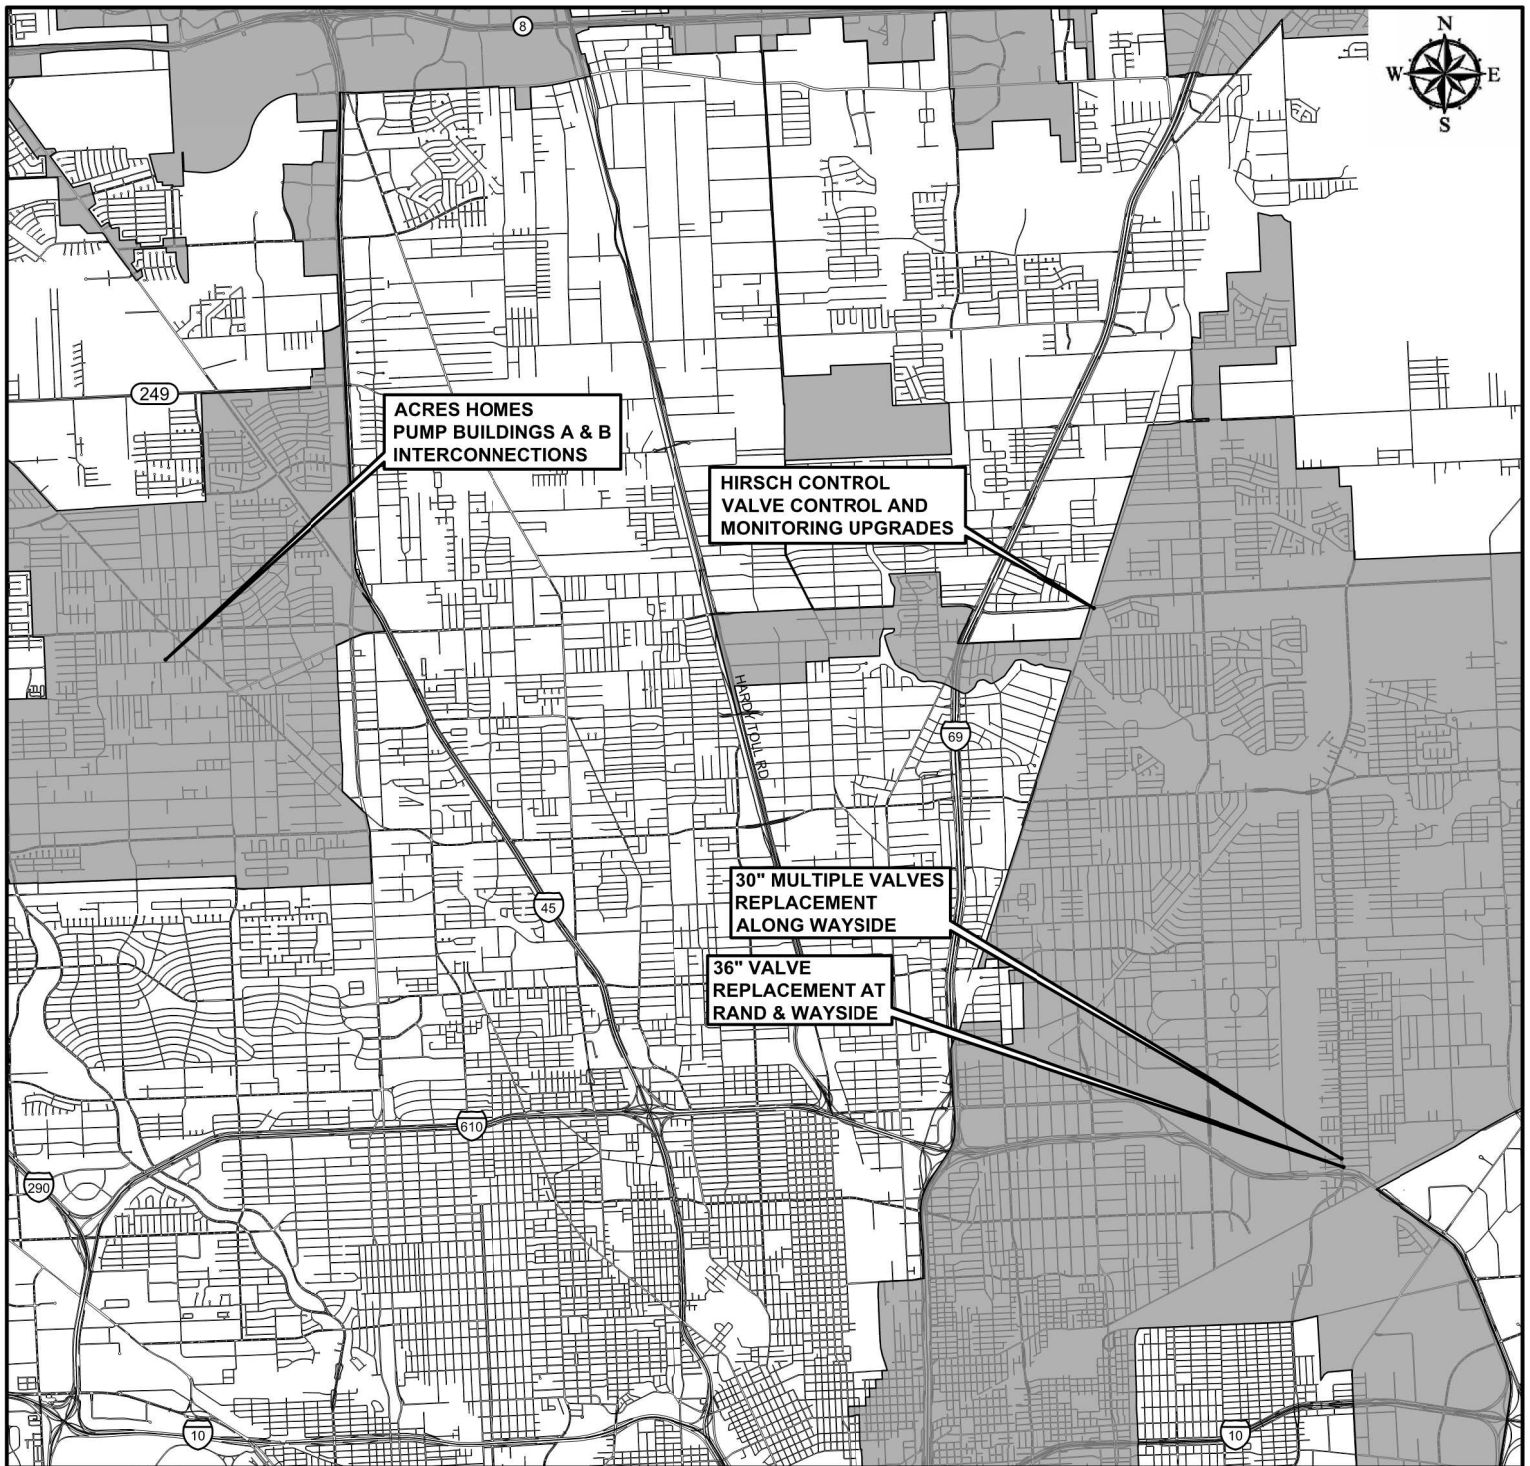 8
N
W E
S
249
ACRES HOMES
PUMP BUILDINGS A & B
INTERCONNECTIONS
HIRSCH CONTROL
VALVE CONTROL AND
MONITORING UPGRADES
HARDY TOLL RD
69
30" MULTIPLE VALVES
REPLACEMENT
ALONG WAYSIDE
45
36" VALVE
REPLACEMENT AT
RAND & WAYSIDE
610
290
10
10